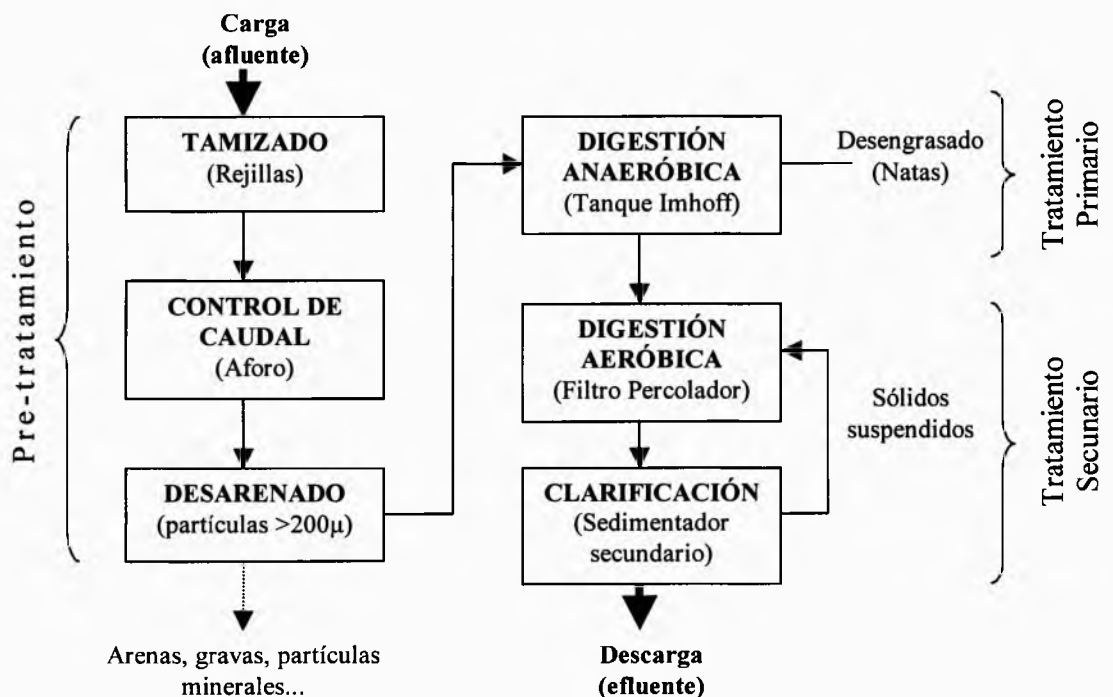 Carga
(afluente)
Pre-tratamiento
TAMIZADO
(Rejillas)
CONTROL DE
CAUDAL
(Aforo)
DESARENADO
(partículas >200µ)
Arenas, gravas, partículas
minerales...
DIGESTIÓN
ANAERÓBICA
(Tanque Imhoff)
Desengrasado
(Natas)
Tratamiento
Primario
DIGESTIÓN
AERÓBICA
(Filtro Percolador)
Sólidos
suspendidos
CLARIFICACIÓN
(Sedimentador
secundario)
Tratamiento
Secunario
Descarga
(efluente)